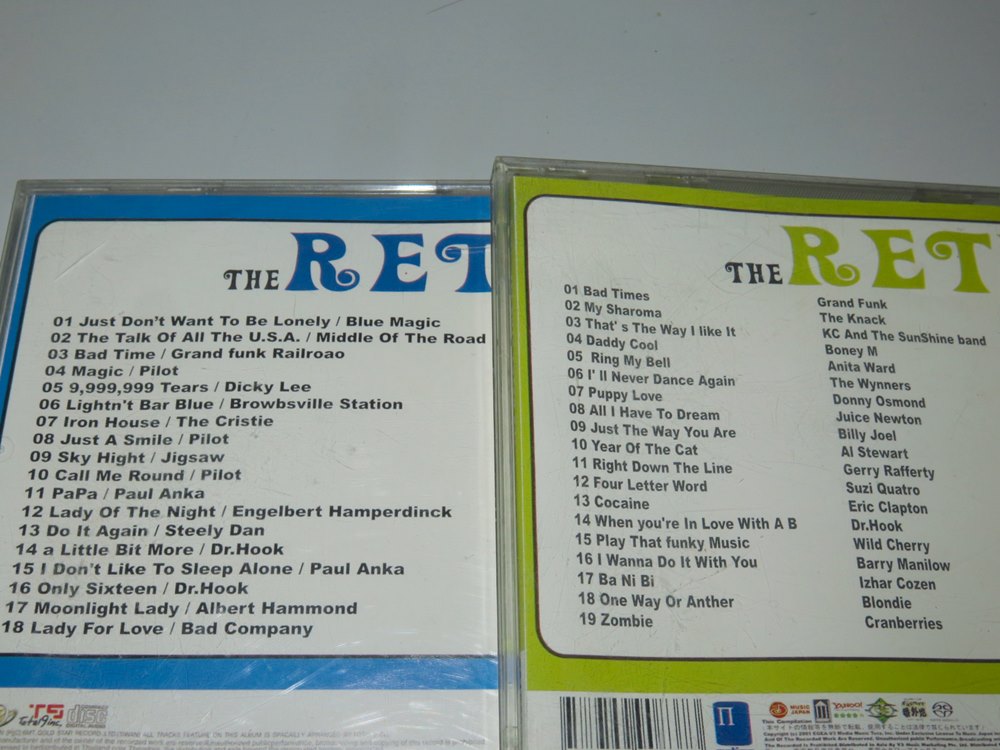 THE RET
01 Just Don't Want To Be Lonely / Blue Magic
02 The Talk Of All The U.S.A. / Middle Of The Road
03 Bad Time / Grand funk Railroao
04 Magic / Pilot
05 9,999,999 Tears / Dicky Lee
06 Lightn't Bar Blue / Browbsville Station
07 Iron House / The Cristie
08 Just A Smile / Pilot
09 Sky Hight / Jigsaw
10 Call Me Round / Pilot
11 PaPa / Paul Anka
12 Lady Of The Night / Engelbert Hamperdinck
13 Do It Again / Steely Dan
14 a Little Bit More / Dr.Hook
15 I Don't Like To Sleep Alone / Paul Anka
16 Only Sixteen / Dr.Hook
17 Moonlight Lady / Albert Hammond
18 Lady For Love / Bad Company
disc
THE RET
01 Bad Times Grand Funk
02 My Sharoma The Knack
03 That' s The Way I like It KC And The SunShine band
04 Daddy Cool Boney M
05 Ring My Bell Anita Ward
06 I' ll Never Dance Again The Wynners
07 Puppy Love Donny Osmond
08 All I Have To Dream Juice Newton
09 Just The Way You Are Billy Joel
10 Year Of The Cat Al Stewart
11 Right Down The Line Gerry Rafferty
12 Four Letter Word Suzi Quatro
13 Cocaine Eric Clapton
14 When you're In Love With A B Dr.Hook
15 Play That funky Music Wild Cherry
16 I Wanna Do It With You Barry Manilow
17 Ba Ni Bi Izhar Cozen
18 One Way Or Anther Blondie
19 Zombie Cranberries
MUSIC JAPAN
YAHOO!
This Compilation